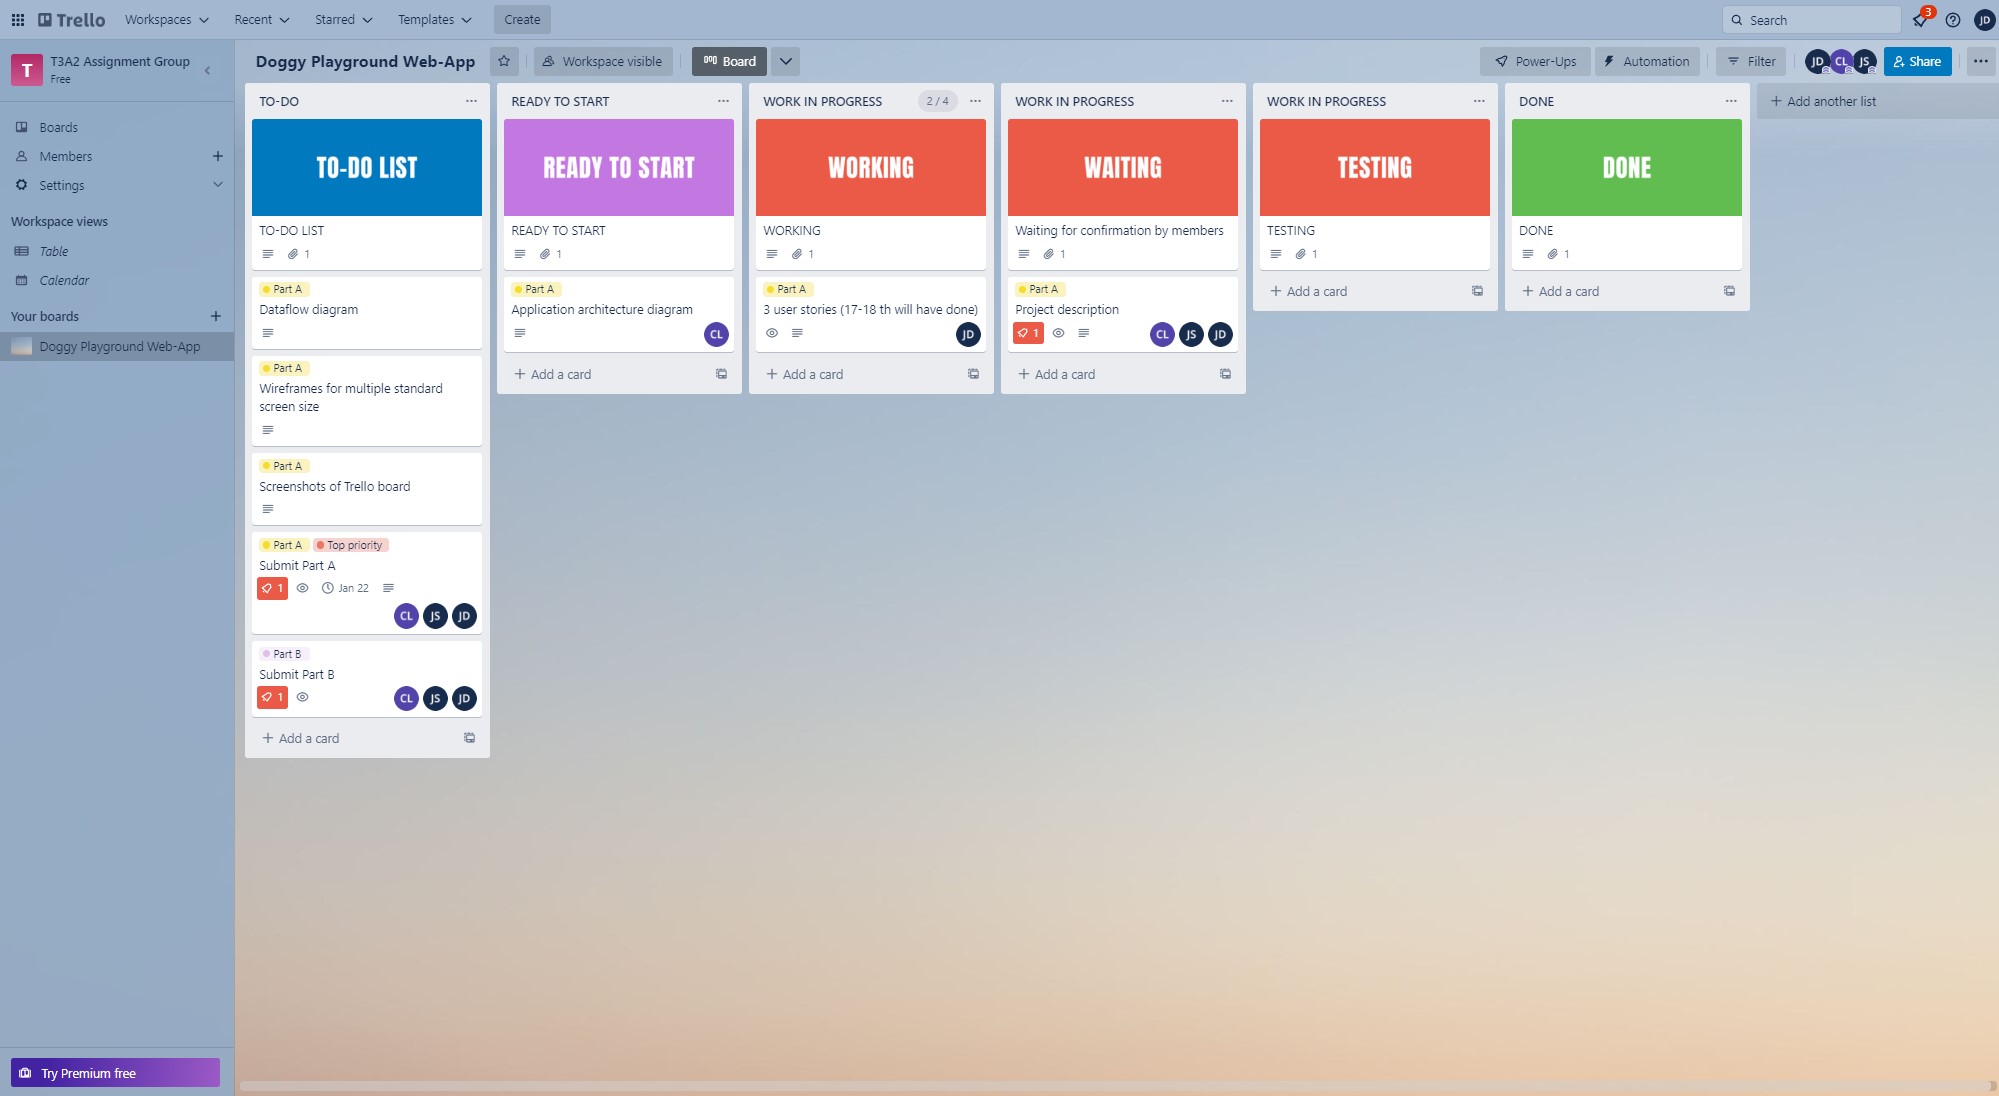 Trello
Workspaces
Recent
Starred
Templates
Create
Search
3
JD
T
T3A2 Assignment Group
Free
Doggy Playground Web-App
Workspace visible
Board
Power-Ups
Automation
Filter
JD CL JS
Share
Boards
Members
Settings
Workspace views
Table
Calendar
Your boards
Doggy Playground Web-App
Try Premium free
TO-DO
TO-DO LIST
TO-DO LIST
1
Part A
Dataflow diagram
Part A
Wireframes for multiple standard
screen size
Part A
Screenshots of Trello board
Part A Top priority
Submit Part A
1 Jan 22
CL JS JD
Part B
Submit Part B
1 CL JS JD
Add a card
READY TO START
READY TO START
READY TO START
1
Part A
Application architecture diagram
CL
Add a card
WORK IN PROGRESS 2 / 4
WORKING
WORKING
1
Part A
3 user stories (17-18 th will have done)
JD
Add a card
WORK IN PROGRESS
WAITING
Waiting for confirmation by members
1
Part A
Project description
1 CL JS JD
Add a card
WORK IN PROGRESS
TESTING
TESTING
1
Add a card
DONE
DONE
DONE
1
Add a card
Add another list